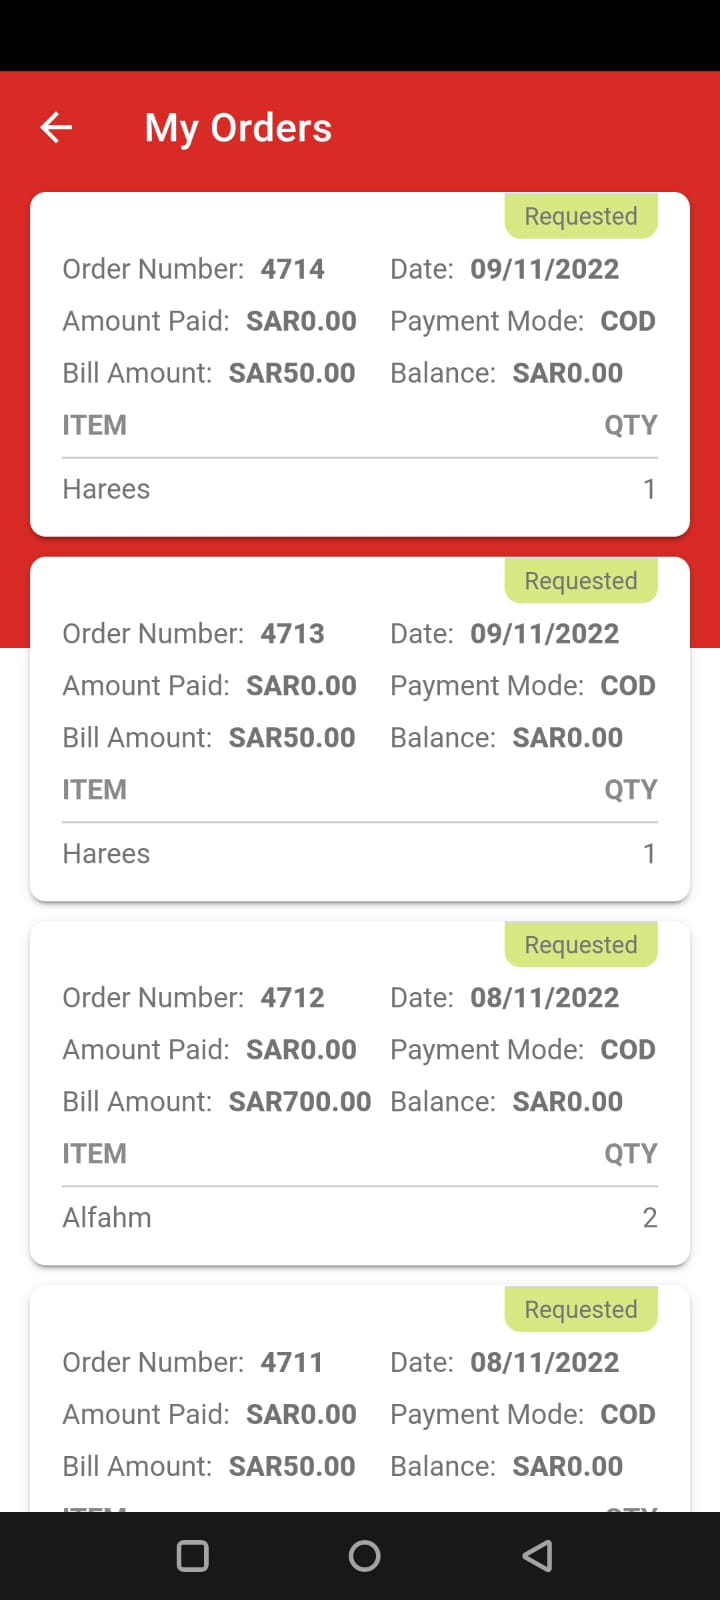 My Orders
Requested
Order Number: 4714 Date: 09/11/2022
Amount Paid: SAR0.00 Payment Mode: COD
Bill Amount: SAR50.00 Balance: SAR0.00
ITEM QTY
Harees 1
Requested
Order Number: 4713 Date: 09/11/2022
Amount Paid: SAR0.00 Payment Mode: COD
Bill Amount: SAR50.00 Balance: SAR0.00
ITEM QTY
Harees 1
Requested
Order Number: 4712 Date: 08/11/2022
Amount Paid: SAR0.00 Payment Mode: COD
Bill Amount: SAR700.00 Balance: SAR0.00
ITEM QTY
Alfahm 2
Requested
Order Number: 4711 Date: 08/11/2022
Amount Paid: SAR0.00 Payment Mode: COD
Bill Amount: SAR50.00 Balance: SAR0.00